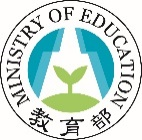 MINISTRY OF EDUCATION
教育部